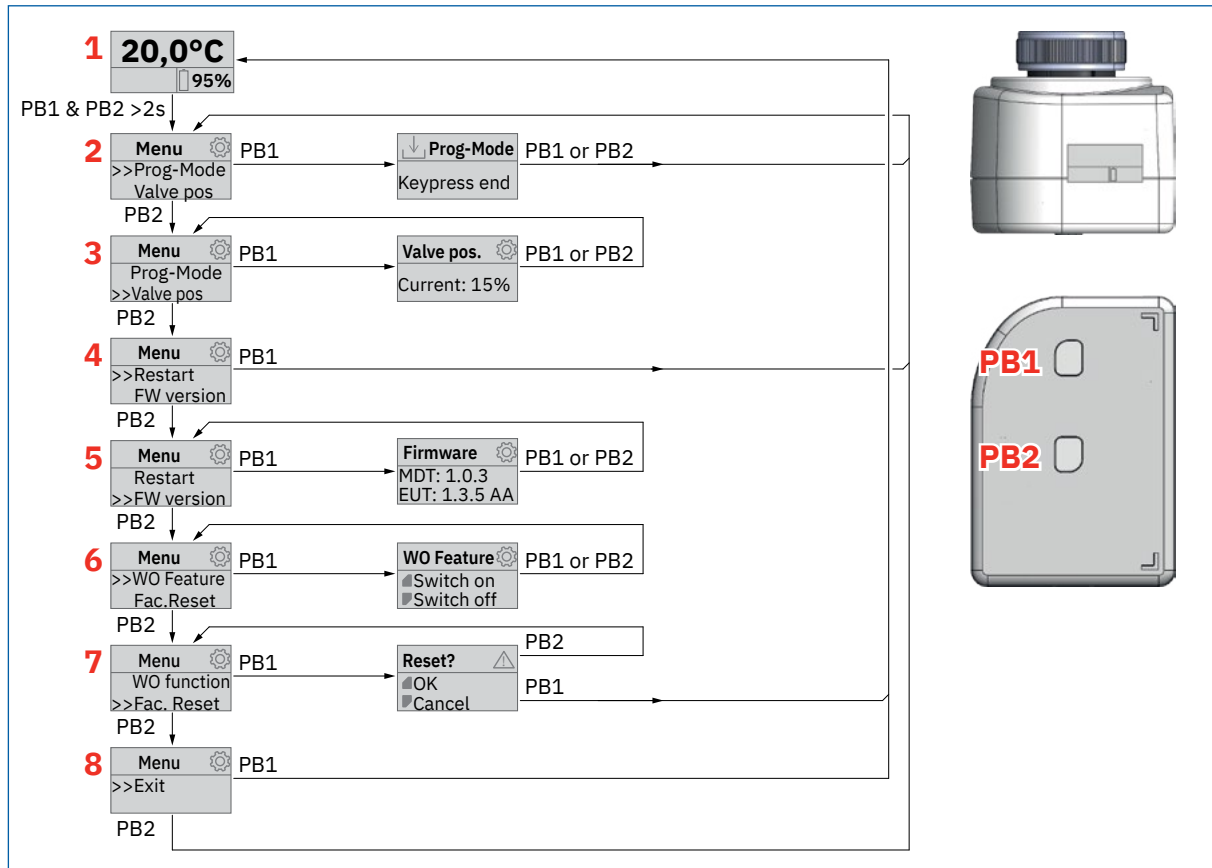 1
20,0°C
95%
PB1 & PB2 >2s
2
Menu
>>Prog-Mode
Valve pos
PB1
Prog-Mode
Keypress end
PB1 or PB2
PB2
3
Menu
Prog-Mode
>>Valve pos
PB1
Valve pos.
Current: 15%
PB1 or PB2
PB2
4
Menu
>>Restart
FW version
PB1
PB2
5
Menu
Restart
>>FW version
PB1
Firmware
MDT: 1.0.3
EUT: 1.3.5 AA
PB1 or PB2
PB2
6
Menu
>>WO Feature
Fac.Reset
PB1
WO Feature
Switch on
Switch off
PB1 or PB2
PB2
7
Menu
WO function
>>Fac. Reset
PB1
Reset?
OK
Cancel
PB2
PB1
PB2
8
Menu
>>Exit
PB1
PB2
PB1
PB2